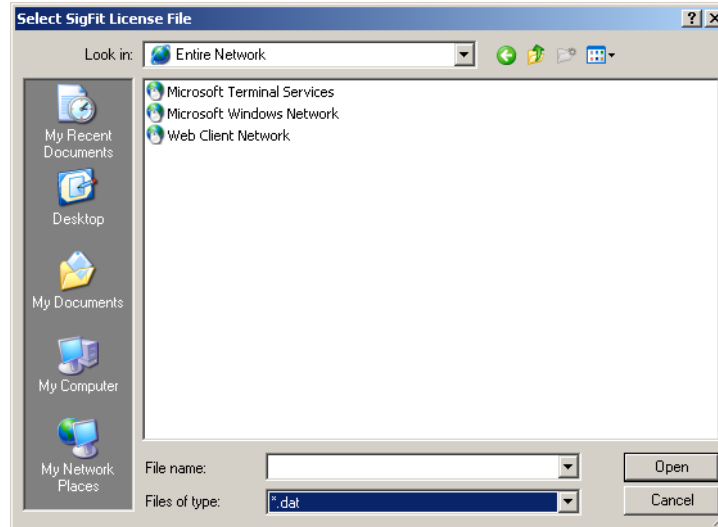 Select SigFit License File
Look in: Entire Network
Microsoft Terminal Services
Microsoft Windows Network
Web Client Network
My Recent
Documents
Desktop
My Documents
My Computer
My Network
Places
File name:
Open
Files of type: *.dat
Cancel